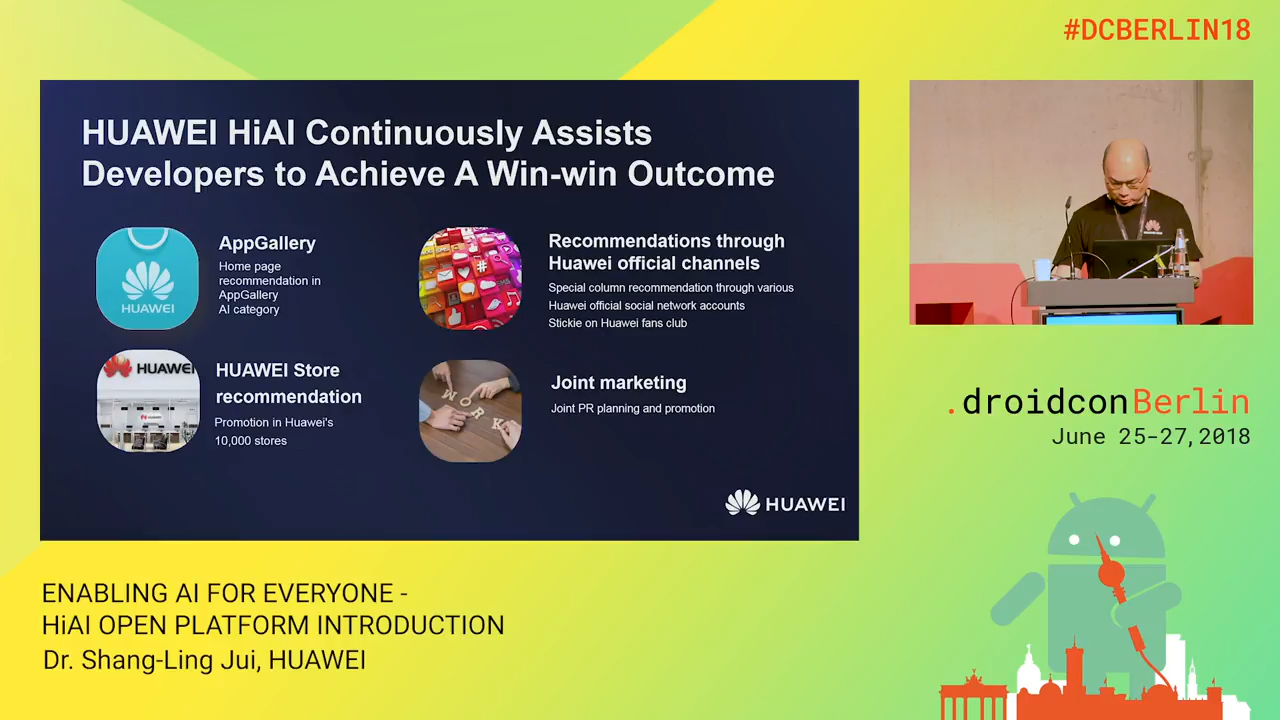 #DCBERLIN18
HUAWEI HiAI Continuously Assists
Developers to Achieve A Win-win Outcome
HUAWEI
AppGallery
Home page
recommendation in
AppGallery
AI category
Recommendations through
Huawei official channels
Special column recommendation through various
Huawei official social network accounts
Stickie on Huawei fans club
HUAWEI
HUAWEI Store
recommendation
Promotion in Huawei's
10,000 stores
WORK
Joint marketing
Joint PR planning and promotion
HUAWEI
.droidconBerlin
June 25-27, 2018
ENABLING AI FOR EVERYONE -
HiAI OPEN PLATFORM INTRODUCTION
Dr. Shang-Ling Jui, HUAWEI